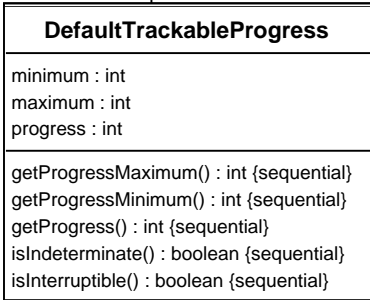 DefaultTrackableProgress
minimum : int
maximum : int
progress : int
getProgressMaximum() : int {sequential}
getProgressMinimum() : int {sequential}
getProgress() : int {sequential}
isIndeterminate() : boolean {sequential}
isInterruptible() : boolean {sequential}